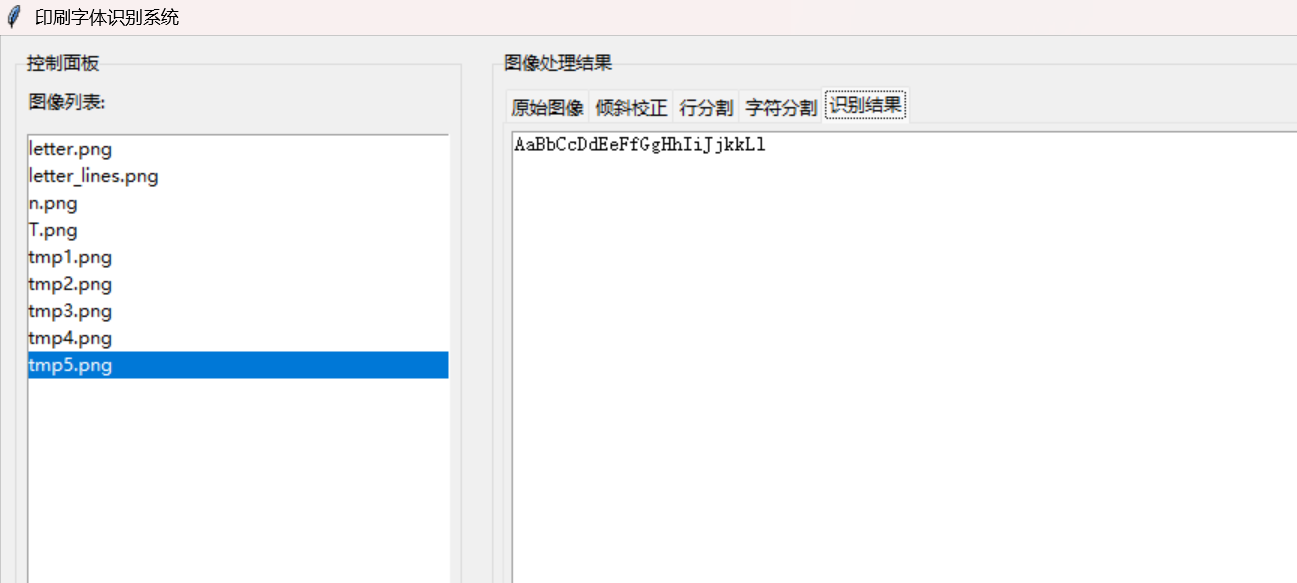 印刷字体识别系统
控制面板
图像列表:
letter.png
letter_lines.png
n.png
T.png
tmp1.png
tmp2.png
tmp3.png
tmp4.png
tmp5.png
图像处理结果
原始图像 倾斜校正 行分割 字符分割 识别结果
AaBbCcDdEeFfGgHhIiJjkkLl